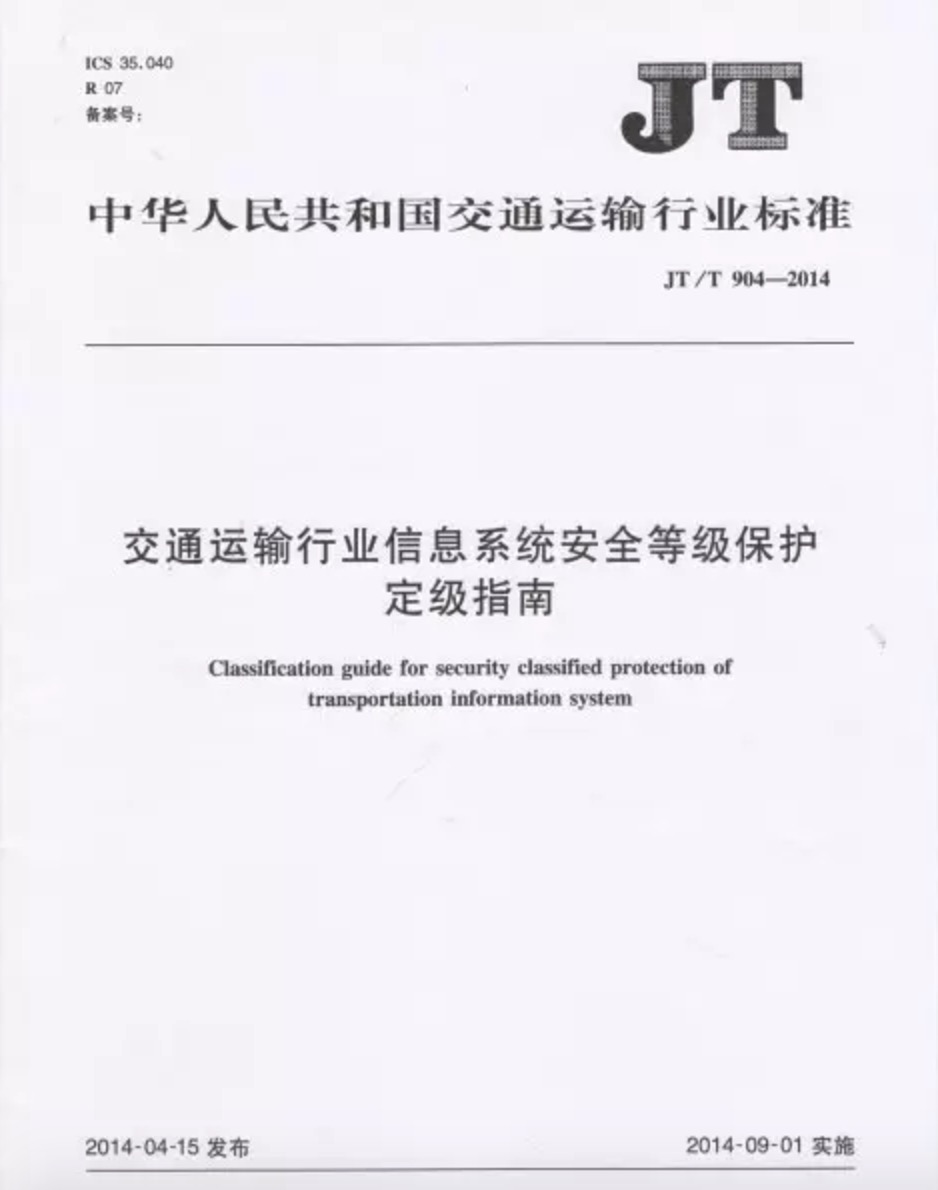 ICS 35.040
R 07
备案号:
JT
中华人民共和国交通运输行业标准
JT/T 904—2014
交通运输行业信息系统安全等级保护
定级指南
Classification guide for security classified protection of
transportation information system
2014-04-15 发布
2014-09-01 实施